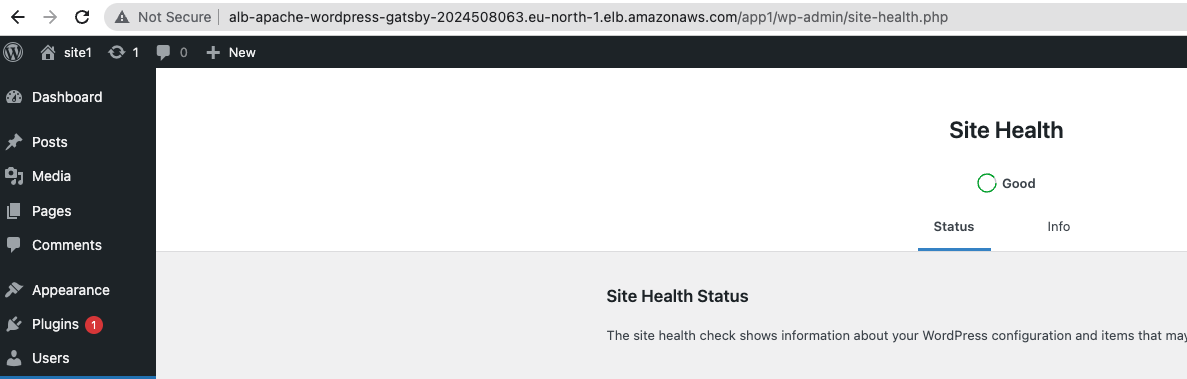 Not Secure alb-apache-wordpress-gatsby-2024508063.eu-north-1.elb.amazonaws.com/app1/wp-admin/site-health.php
site1 1 0 New
Dashboard
Posts
Media
Pages
Comments
Appearance
Plugins 1
Users
Site Health
Good
Status Info
Site Health Status
The site health check shows information about your WordPress configuration and items that may